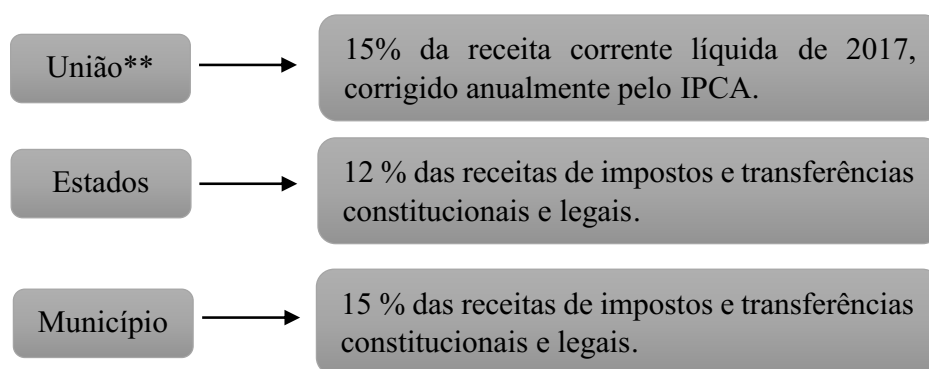 União**
15% da receita corrente líquida de 2017,
corrigido anualmente pelo IPCA.
Estados
12 % das receitas de impostos e transferências
constitucionais e legais.
Município
15 % das receitas de impostos e transferências
constitucionais e legais.